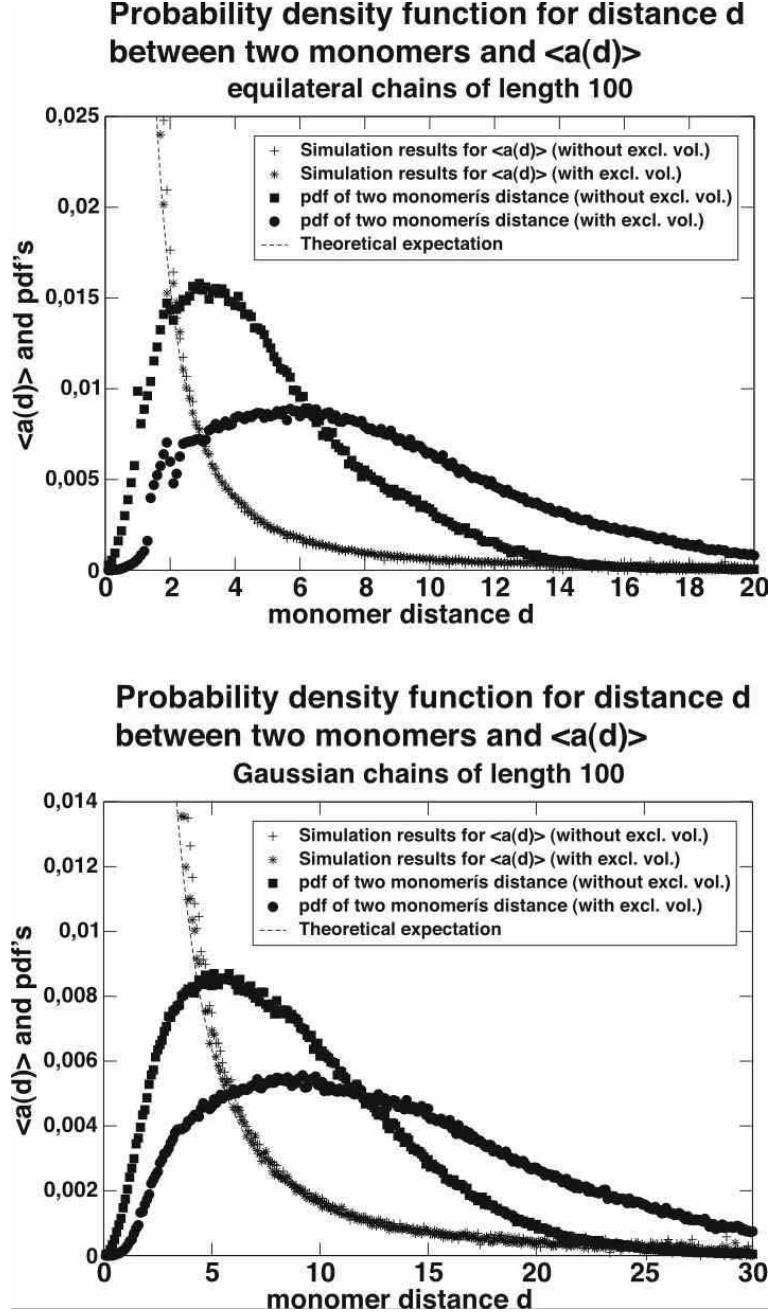 Probability density function for distance d
between two monomers and <a(d)>
equilateral chains of length 100
0,025
0,02
0,015
0,01
0,005
0
<a(d)> and pdf's
Simulation results for <a(d)> (without excl. vol.)
Simulation results for <a(d)> (with excl. vol.)
pdf of two monomerís distance (without excl. vol.)
pdf of two monomerís distance (with excl. vol.)
Theoretical expectation
0 2 4 6 8 10 12 14 16 18 20
monomer distance d
Probability density function for distance d
between two monomers and <a(d)>
Gaussian chains of length 100
0,014
0,012
0,01
0,008
0,006
0,004
0,002
0
<a(d)> and pdf's
Simulation results for <a(d)> (without excl. vol.)
Simulation results for <a(d)> (with excl. vol.)
pdf of two monomerís distance (without excl. vol.)
pdf of two monomerís distance (with excl. vol.)
Theoretical expectation
0 5 10 15 20 25 30
monomer distance d